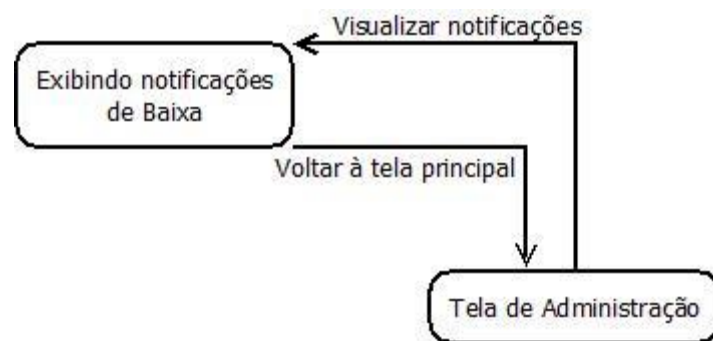 Visualizar notificações
Exibindo notificações
de Baixa
Voltar à tela principal
Tela de Administração